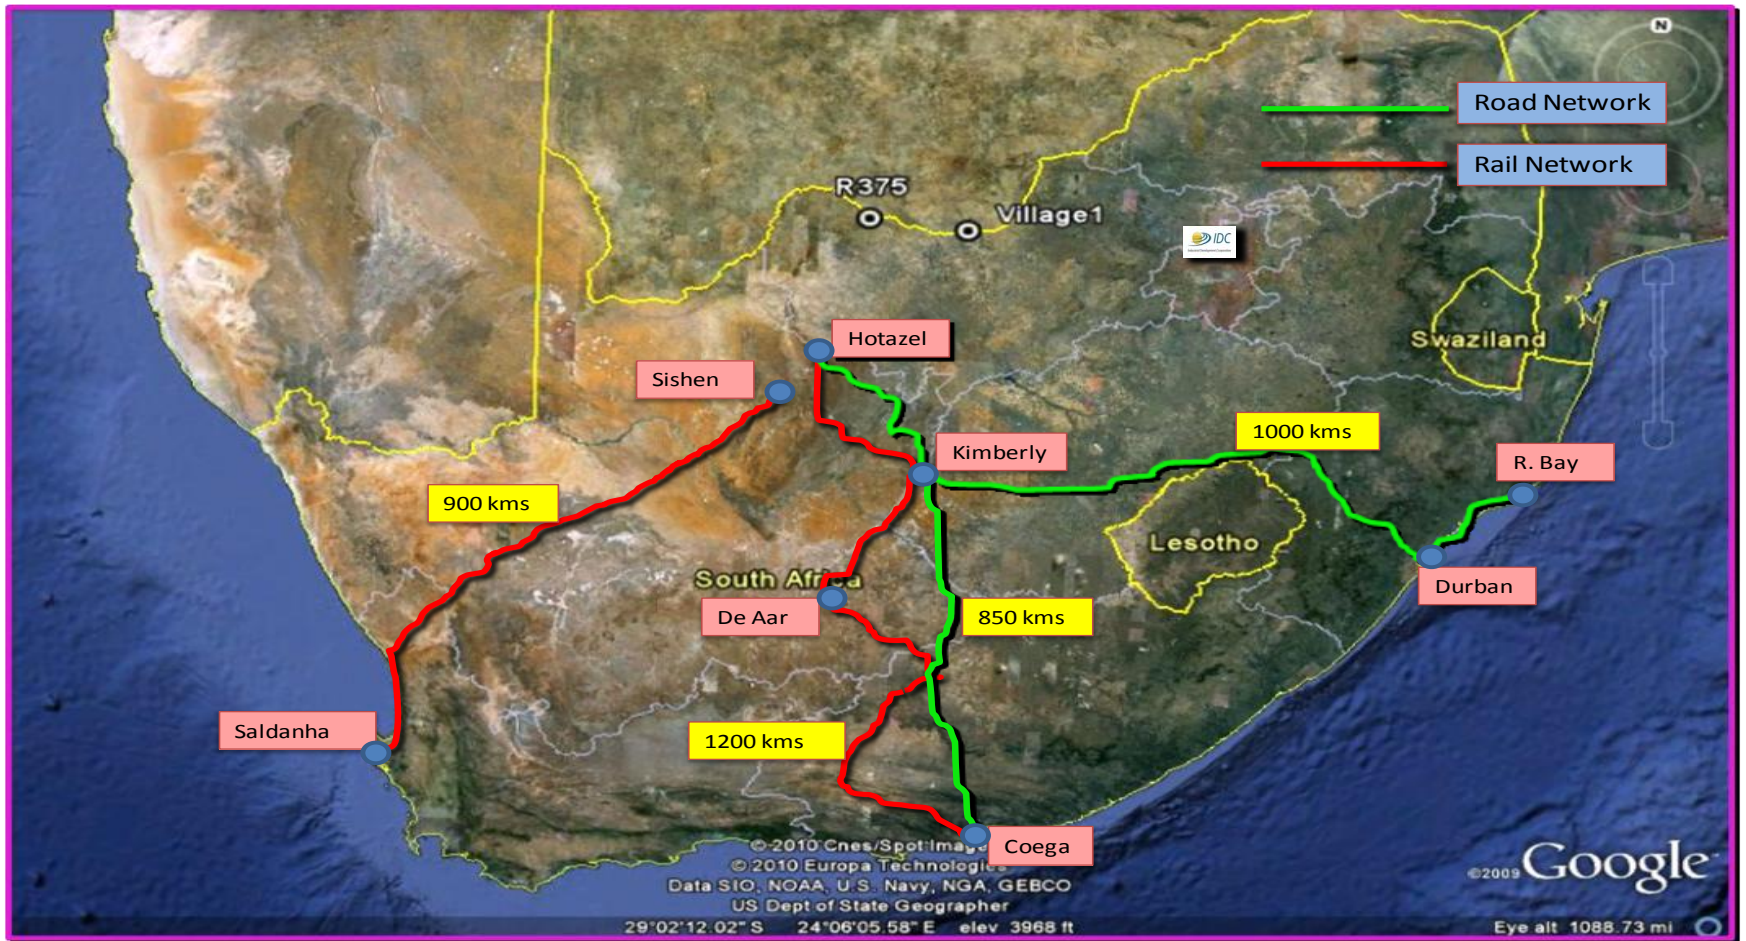 N
Road Network
Rail Network
R375
Village1
IDC
Swaziland
Hotazel
Sishen
1000 kms
Kimberly
R. Bay
900 kms
Lesotho
South Africa
Durban
De Aar
850 kms
Saldanha
1200 kms
Coega
© 2010 Cnes/Spot Image
© 2010 Europa Technologies
Data SIO, NOAA, U.S. Navy, NGA, GEBCO
US Dept of State Geographer
©2009 Google
29°02'12.02" S 24°06'05.58" E elev 3968 ft
Eye alt 1088.73 mi